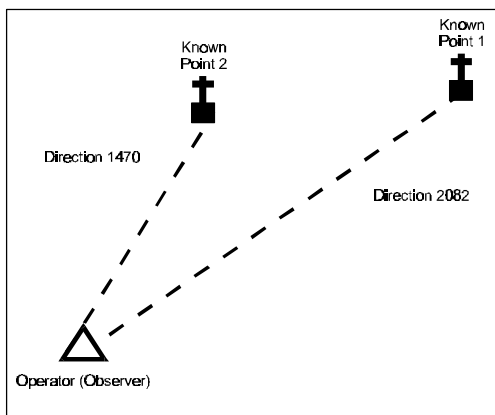 Known
Point 1
Known
Point 2
Direction 1470
Direction 2082
Operator (Observer)